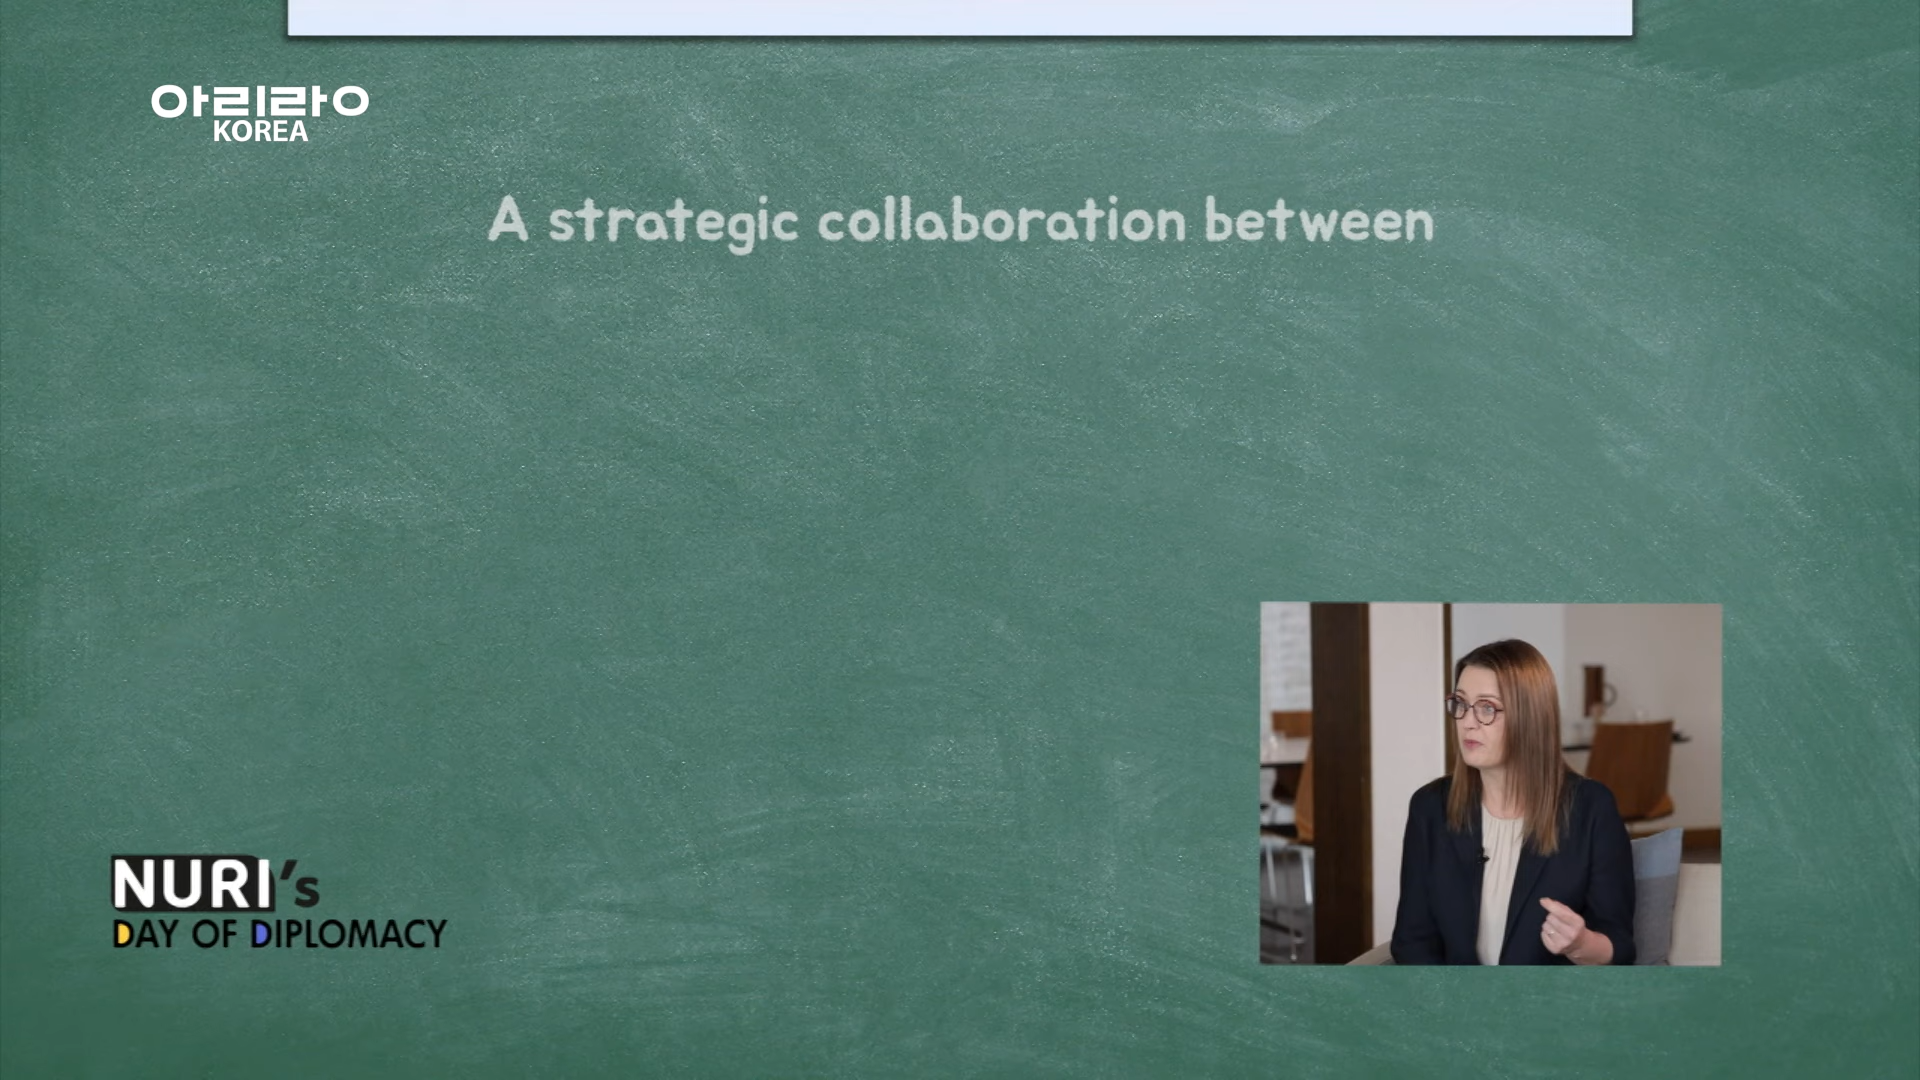 아리랑
KOREA
A strategic collaboration between
NURI's
DAY OF DIPLOMACY